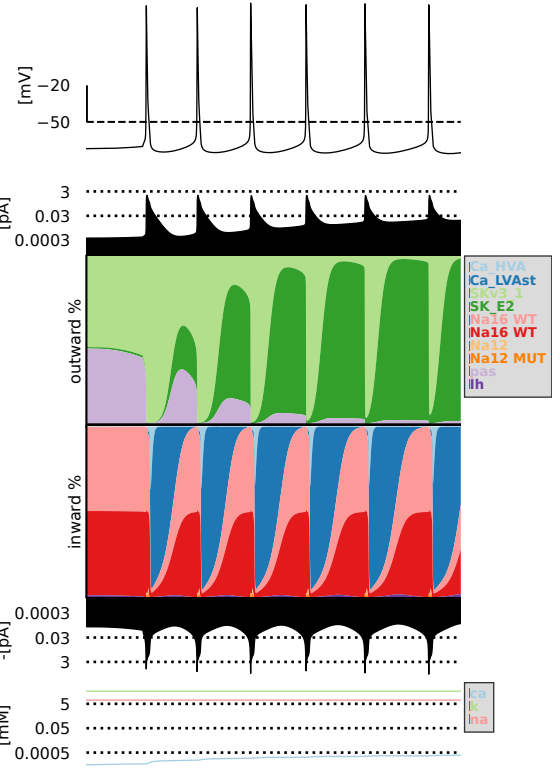 [mV]
−20
−50
[pA]
3
0.03
0.0003
outward %
Ca_HVA
Ca_LVAst
SKv3_1
SK_E2
Na16 WT
Na16 WT
Na12
Na12 MUT
pas
Ih
inward %
-[pA]
0.0003
0.03
3
[mM]
5
0.05
0.0005
ca
k
na